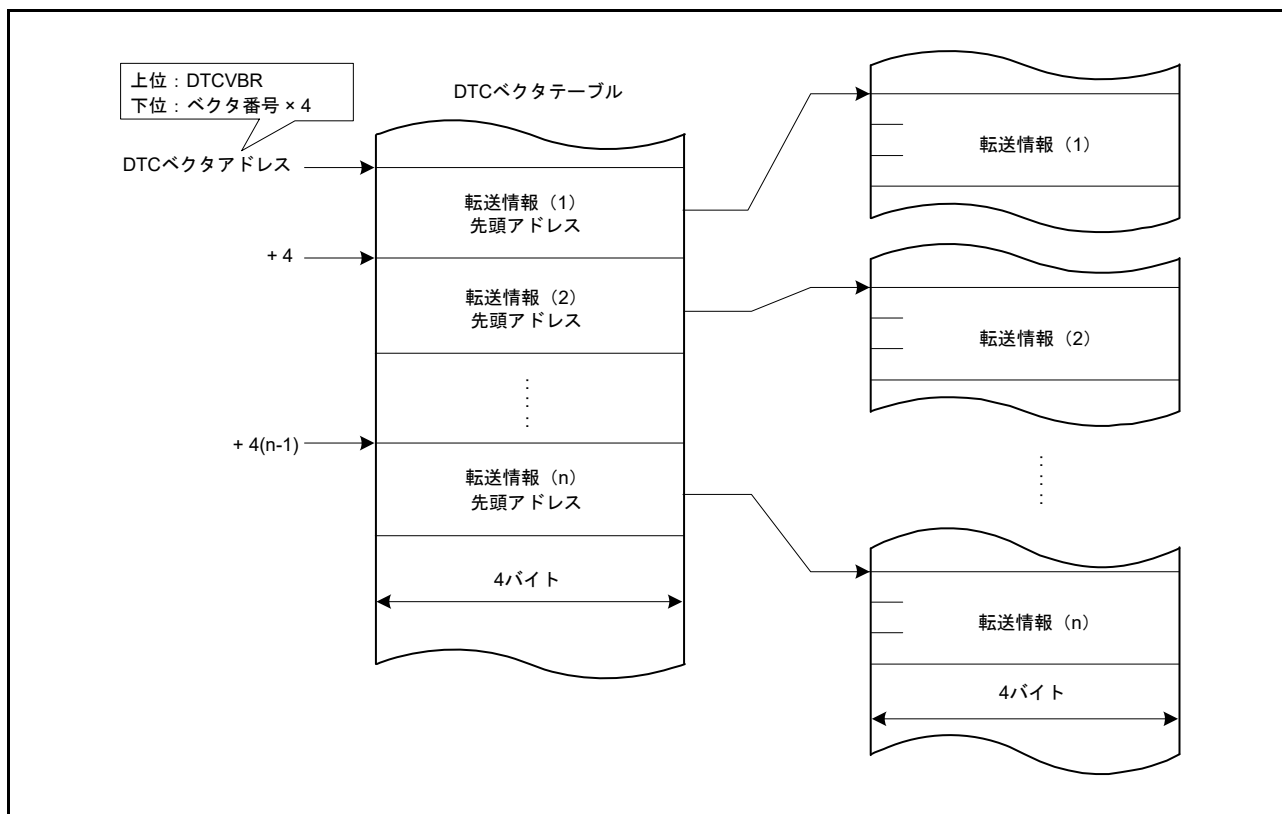 上位：DTCVBR
下位：ベクタ番号 × 4
DTCベクタテーブル
DTCベクタアドレス
転送情報（1）
先頭アドレス
+ 4
転送情報（2）
先頭アドレス
+ 4(n-1)
転送情報（n）
先頭アドレス
4バイト
転送情報（1）
転送情報（2）
転送情報（n）
4バイト